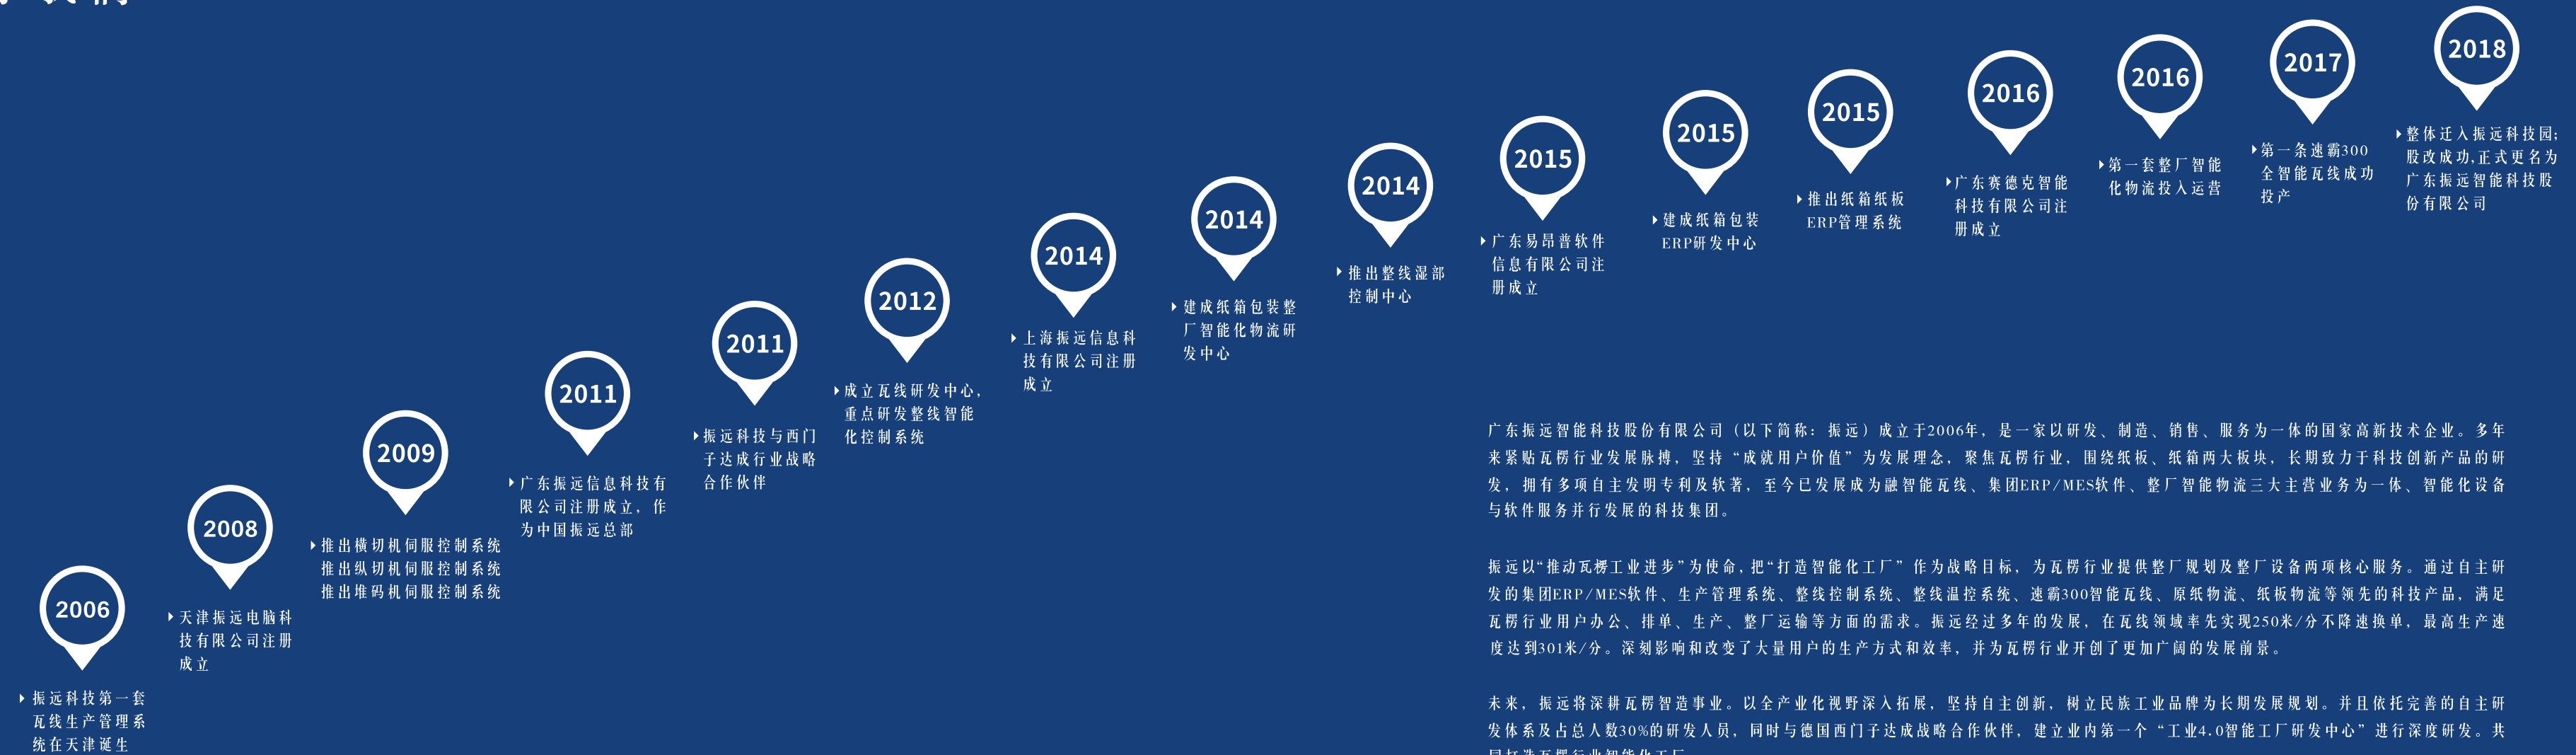 2006
振远科技第一套
瓦线生产管理系
统在天津诞生
2008
天津振远电脑科
技有限公司注册
成立
2009
推出横切机伺服控制系统
推出纵切机伺服控制系统
推出堆码机伺服控制系统
2011
广东振远信息科技有
限公司注册成立，作
为中国振远总部
2011
振远科技与西门
子达成行业战略
合作伙伴
2012
成立瓦线研发中心,
重点研发整线智能
化控制系统
2014
上海振远信息科
技有限公司注册
成立
2014
建成纸箱包装整
厂智能化物流研
发中心
2014
推出整线湿部
控制中心
2015
广东易昂普软件
信息有限公司注
册成立
2015
建成纸箱包装
ERP研发中心
2015
推出纸箱纸板
ERP管理系统
2016
广东赛德克智能
科技有限公司注
册成立
2016
第一套整厂智能
化物流投入运营
2017
第一条速霸300
全智能瓦线成功
投产
2018
整体迁入振远科技园;
股改成功,正式更名为
广东振远智能科技股
份有限公司
广东振远智能科技股份有限公司（以下简称：振远）成立于2006年，是一家以研发、制造、销售、服务为一体的国家高新技术企业。多年
来紧贴瓦楞行业发展脉搏，坚持“成就用户价值”为发展理念，聚焦瓦楞行业，围绕纸板、纸箱两大板块，长期致力于科技创新产品的研
发，拥有多项自主发明专利及软著，至今已发展成为融智能瓦线、集团ERP/MES软件、整厂智能物流三大主营业务为一体、智能化设备
与软件服务并行发展的科技集团。
振远以“推动瓦楞工业进步”为使命,把“打造智能化工厂”作为战略目标，为瓦楞行业提供整厂规划及整厂设备两项核心服务。通过自主研
发的集团ERP/MES软件、生产管理系统、整线控制系统、整线温控系统、速霸300智能瓦线、原纸物流、纸板物流等领先的科技产品，满足
瓦楞行业用户办公、排单、生产、整厂运输等方面的需求。振远经过多年的发展，在瓦线领域率先实现250米/分不降速换单，最高生产速
度达到301米/分。深刻影响和改变了大量用户的生产方式和效率，并为瓦楞行业开创了更加广阔的发展前景。
未来，振远将深耕瓦楞智造事业。以全产业化视野深入拓展，坚持自主创新，树立民族工业品牌为长期发展规划。并且依托完善的自主研
发体系及占总人数30%的研发人员，同时与德国西门子达成战略合作伙伴，建立业内第一个“工业4.0智能工厂研发中心”进行深度研发。共